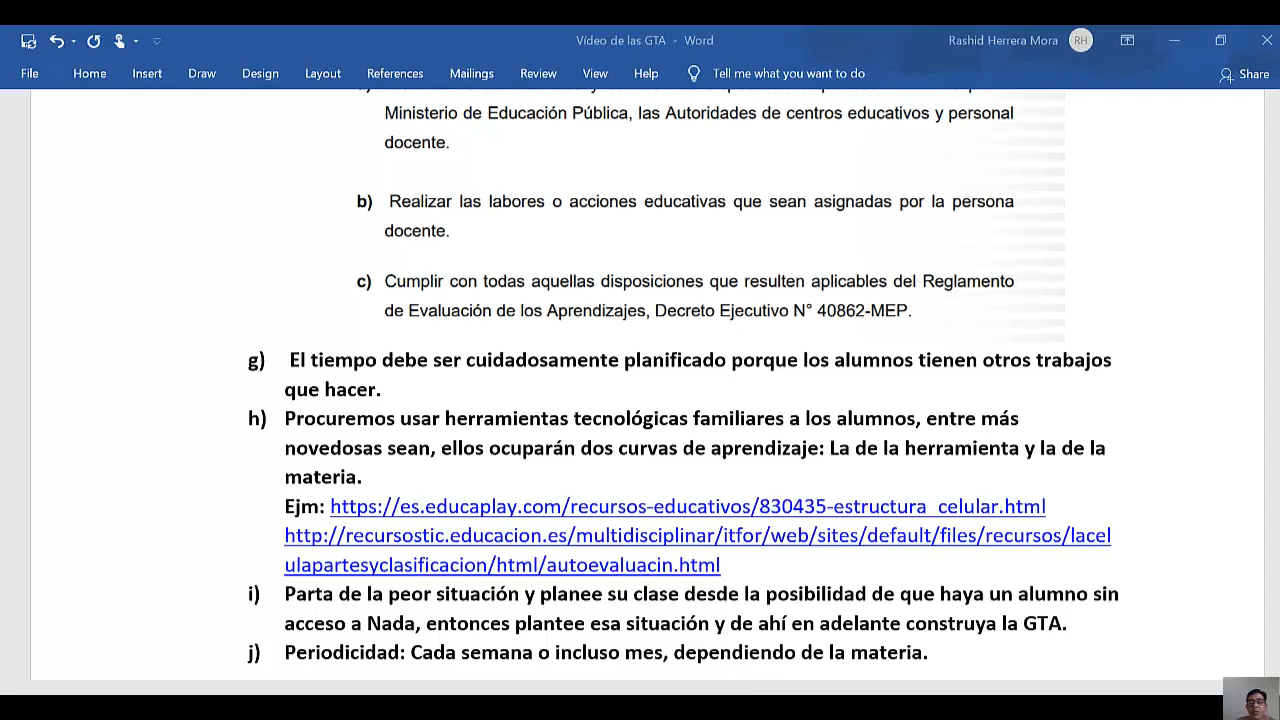 Vídeo de las GTA - Word
Rashid Herrera Mora RH
File Home Insert Draw Design Layout References Mailings Review View Help Tell me what you want to do Share
Ministerio de Educación Pública, las Autoridades de centros educativos y personal
docente.
b) Realizar las labores o acciones educativas que sean asignadas por la persona
docente.
c) Cumplir con todas aquellas disposiciones que resulten aplicables del Reglamento
de Evaluación de los Aprendizajes, Decreto Ejecutivo N° 40862-MEP.
g) El tiempo debe ser cuidadosamente planificado porque los alumnos tienen otros trabajos
que hacer.
h) Procuremos usar herramientas tecnológicas familiares a los alumnos, entre más
novedosas sean, ellos ocuparán dos curvas de aprendizaje: La de la herramienta y la de la
materia.
Ejm: https://es.educaplay.com/recursos-educativos/830435-estructura_celular.html
http://recursostic.educacion.es/multidisciplinar/itfor/web/sites/default/files/recursos/lacel
ulapartesyclasificacion/html/autoevaluacin.html
i) Parta de la peor situación y planee su clase desde la posibilidad de que haya un alumno sin
acceso a Nada, entonces plantee esa situación y de ahí en adelante construya la GTA.
j) Periodicidad: Cada semana o incluso mes, dependiendo de la materia.